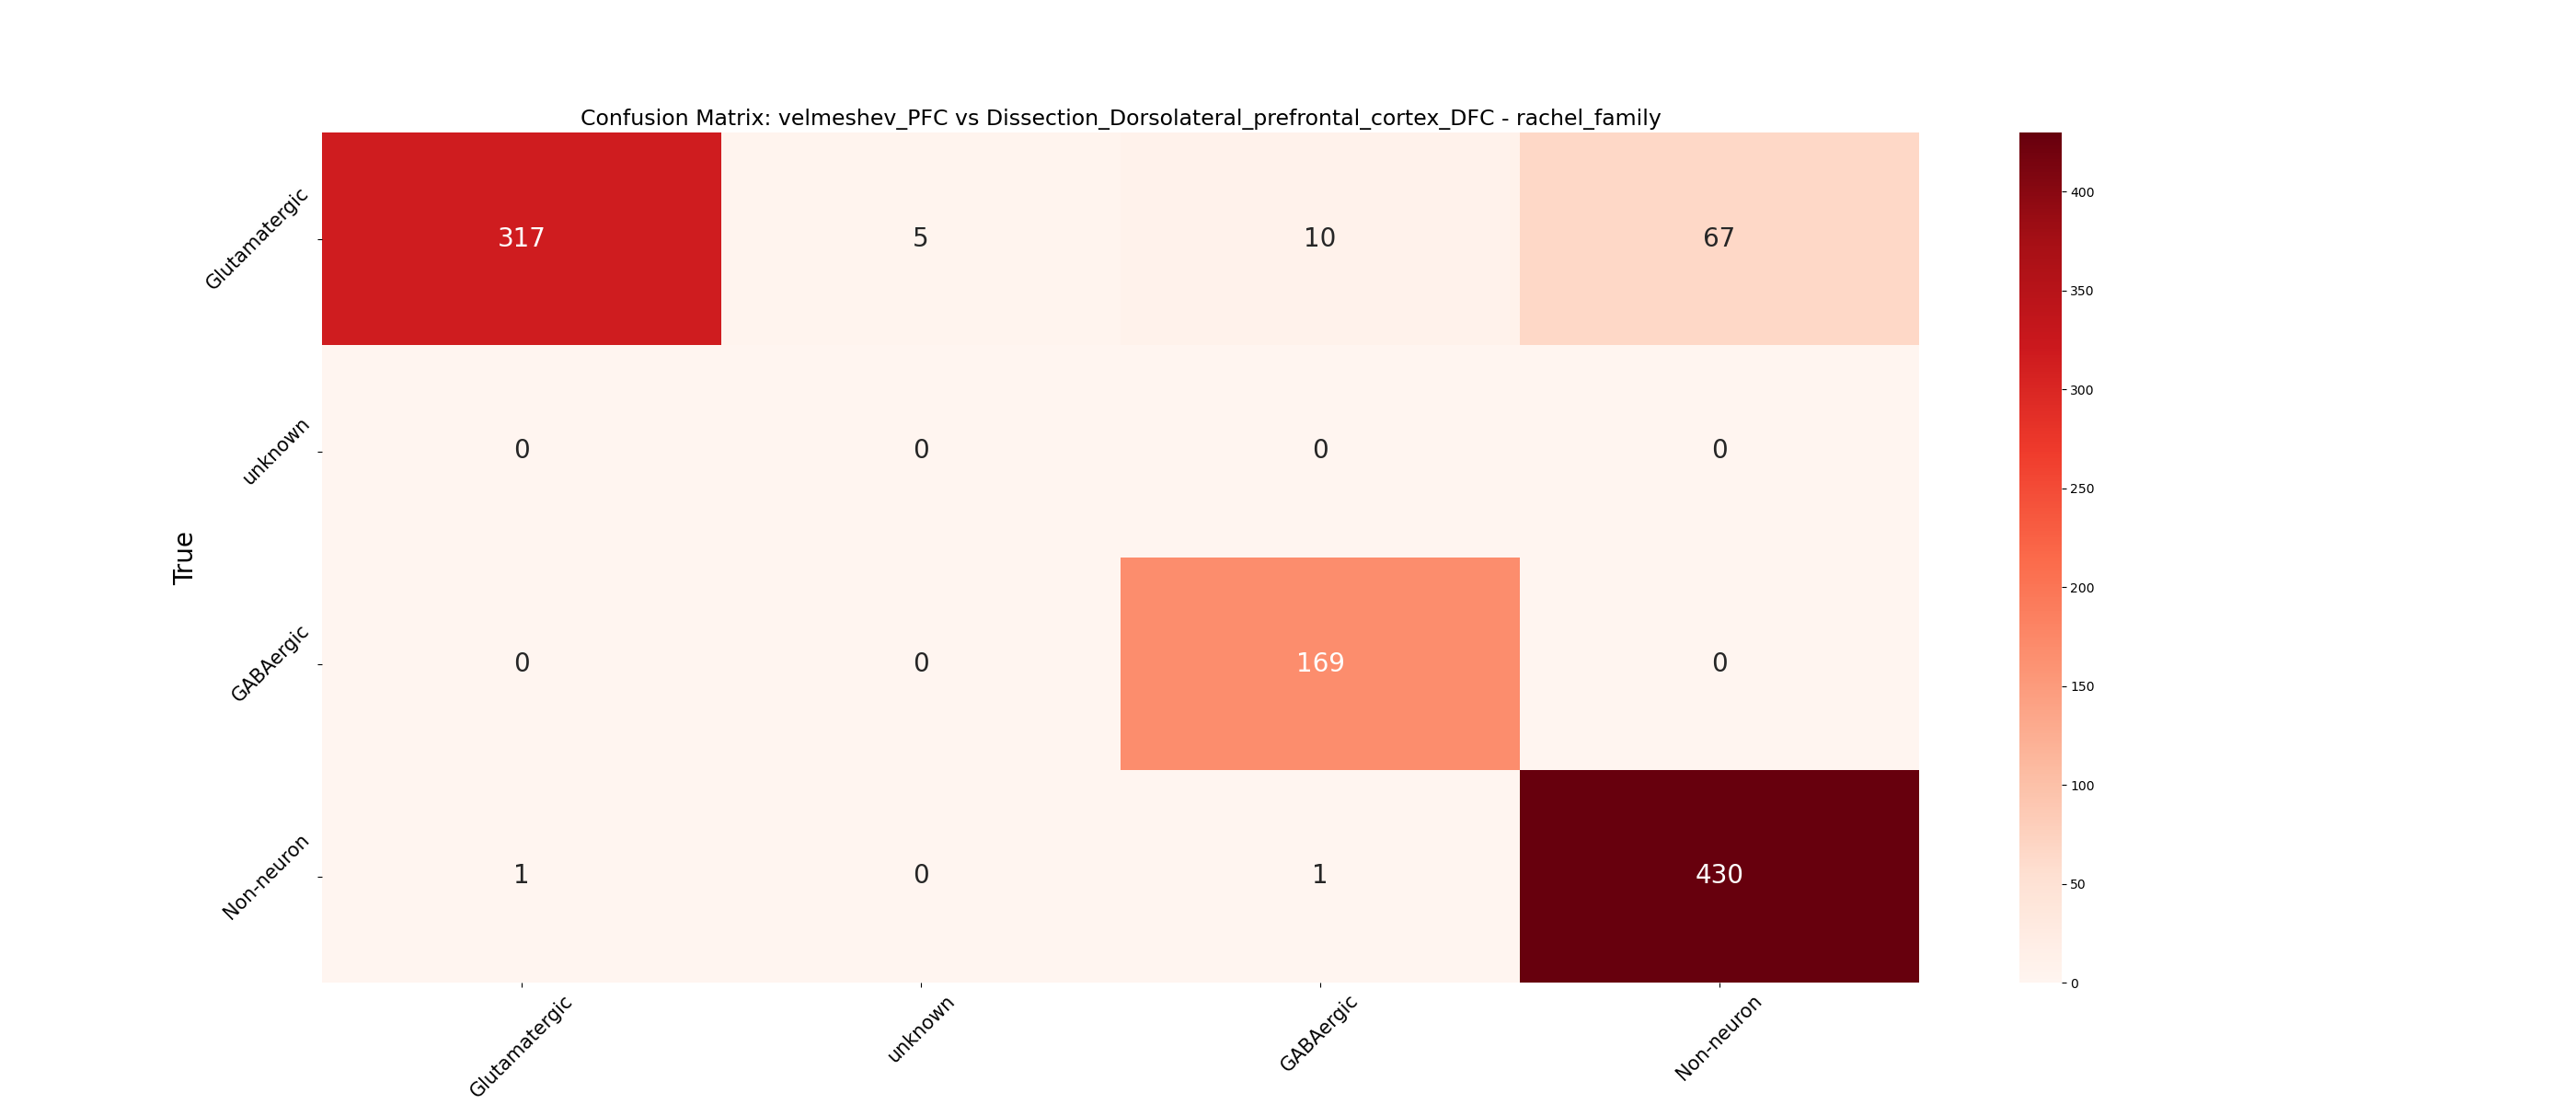 Confusion Matrix: velmeshev_PFC vs Dissection_Dorsolateral_prefrontal_cortex_DFC - rachel_family
True
Glutamatergic
317 5 10 67
unknown
0 0 0 0
GABAergic
0 0 169 0
Non-neuron
1 0 1 430
Glutamatergic unknown GABAergic Non-neuron
400
350
300
250
200
150
100
50
0